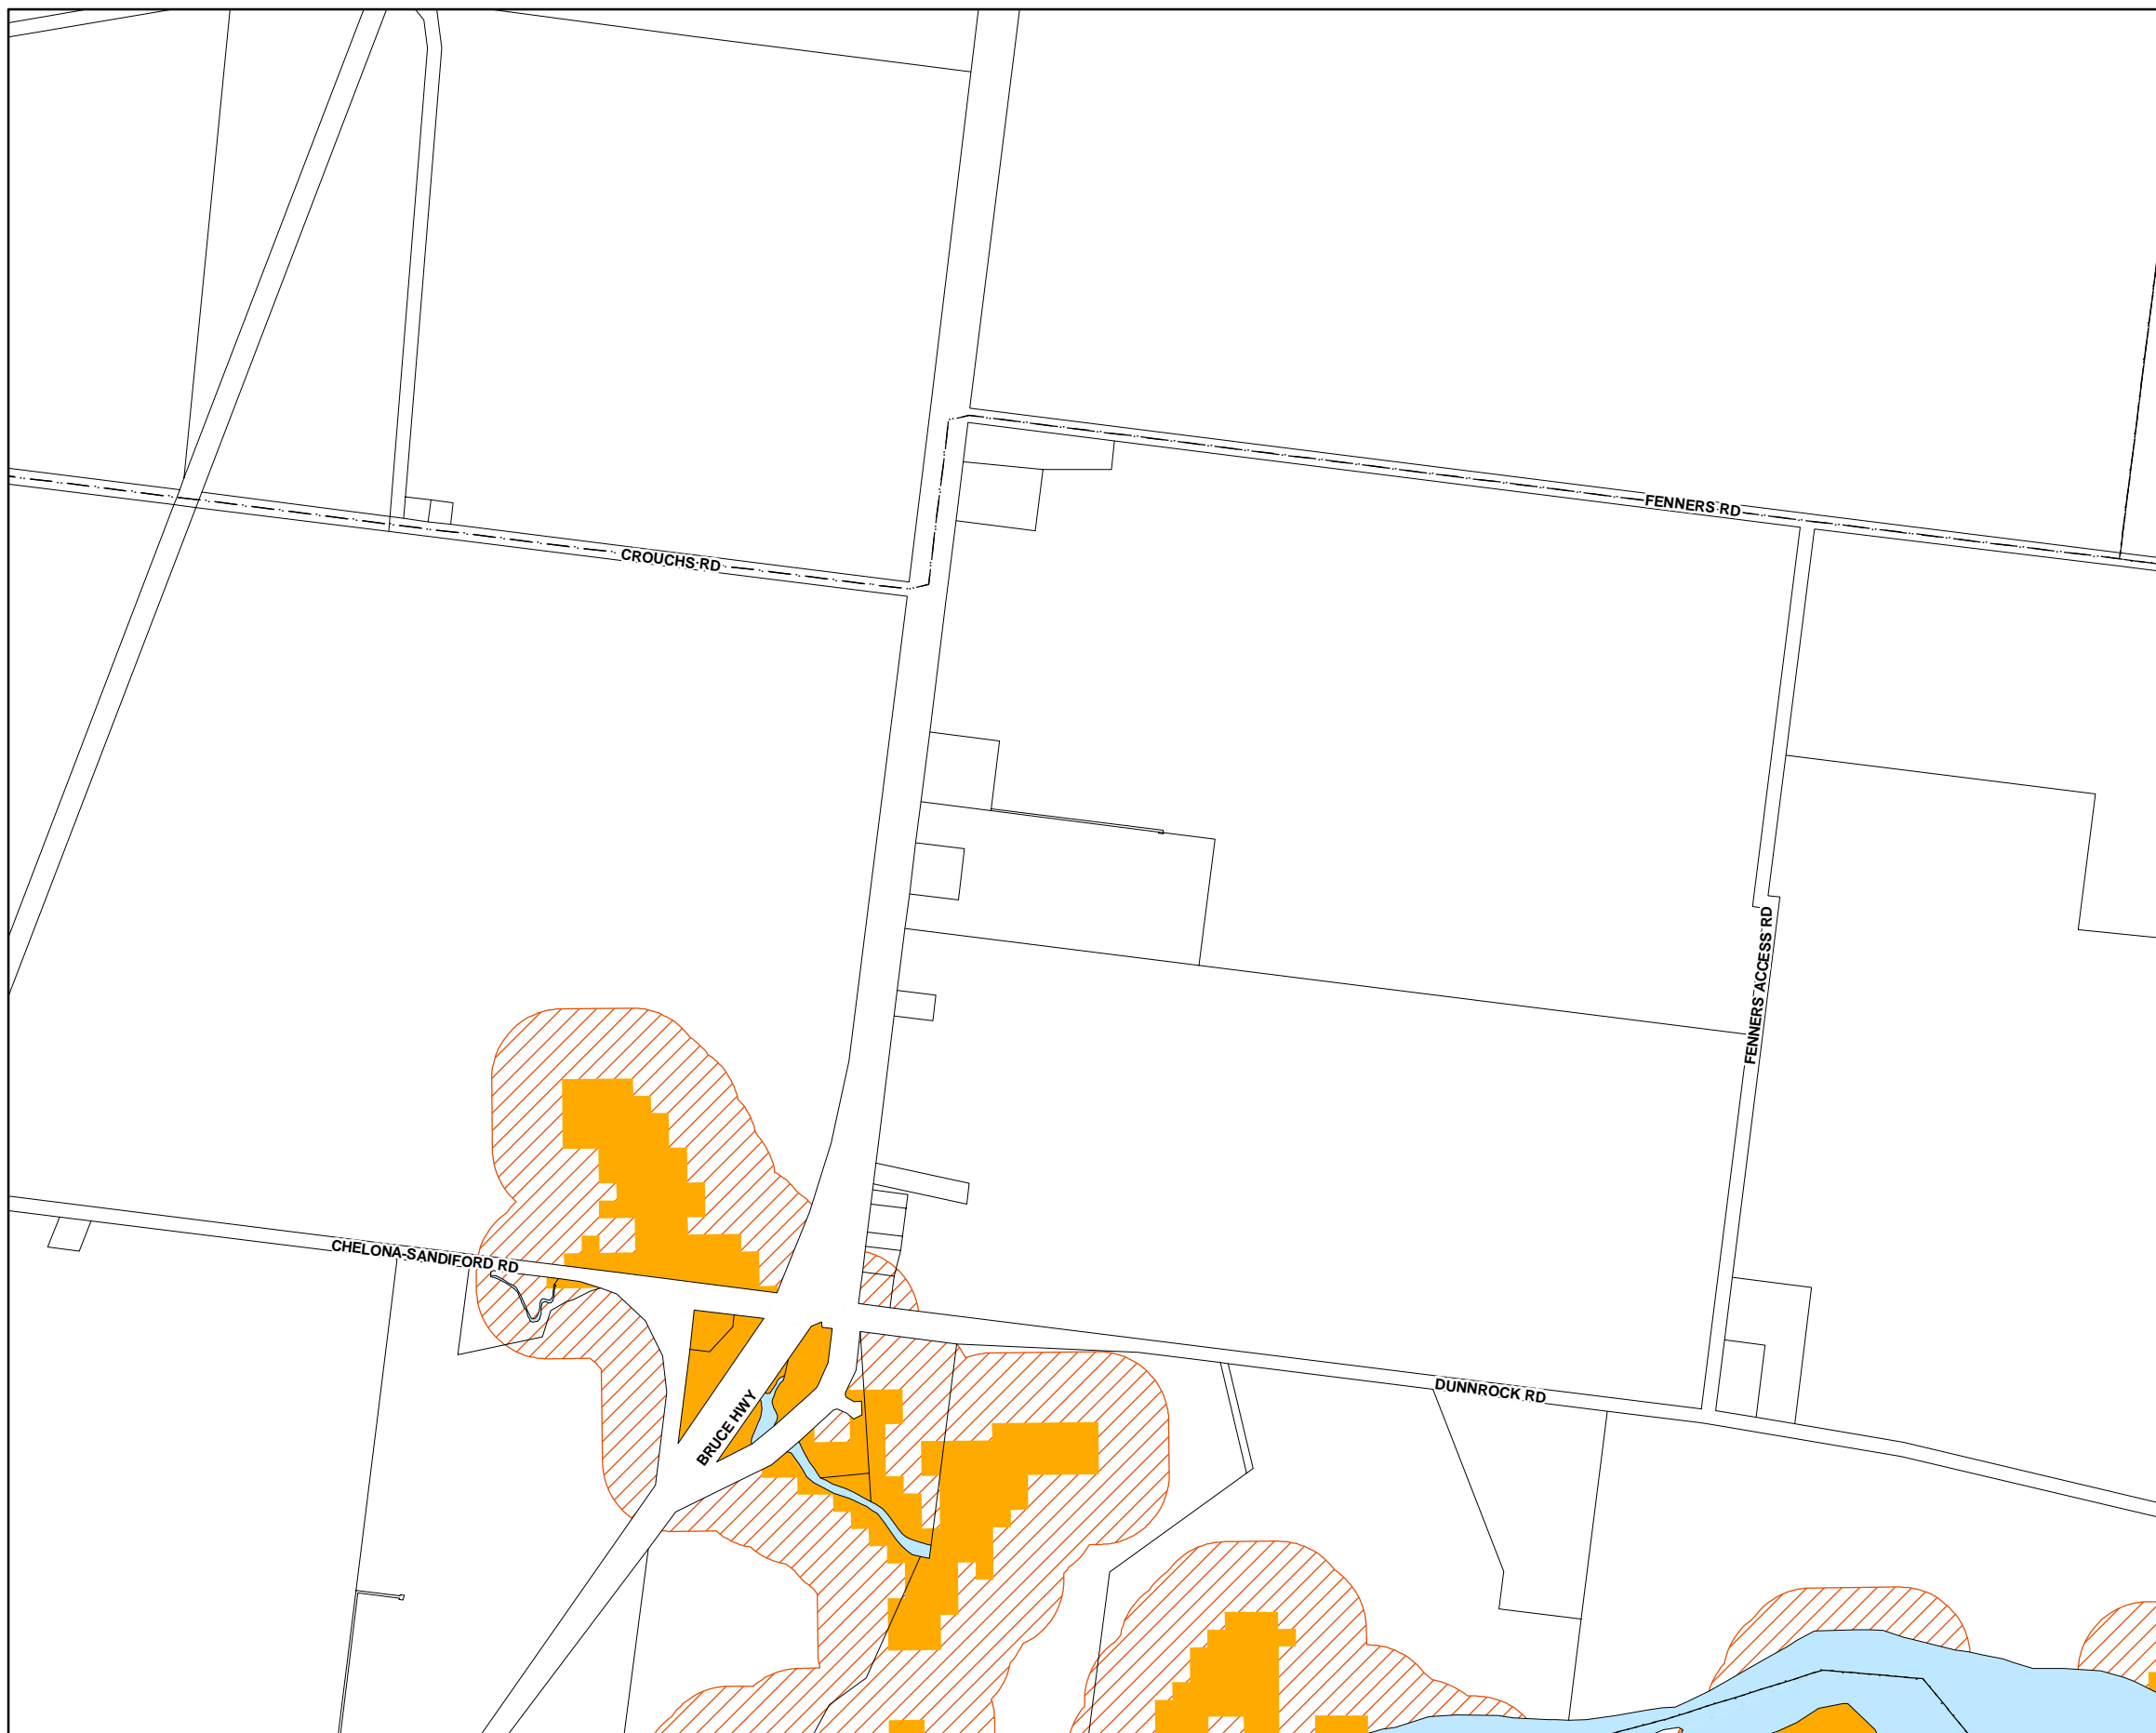 FENNERS RD
CROUCHS RD
FENNERS ACCESS RD
CHELONA-SANDIFORD RD
DUNNROCK RD
BRUCE HWY